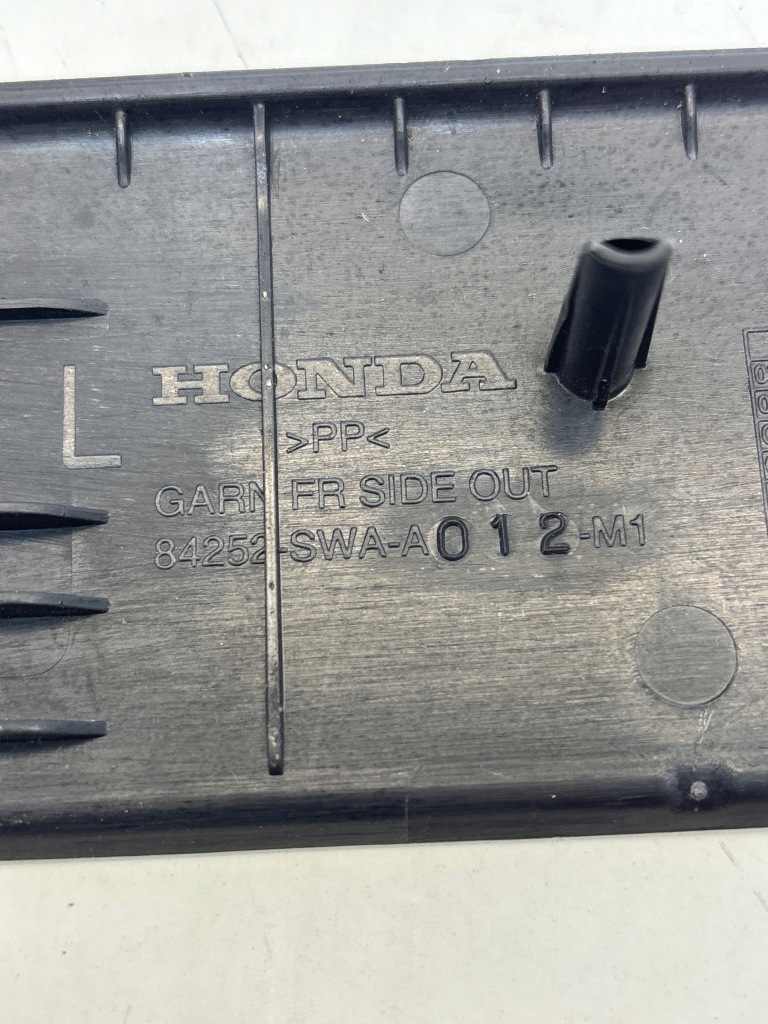 HONDA
L
>PP<
GARN FR SIDE OUT
84252-SWA-A012-M1